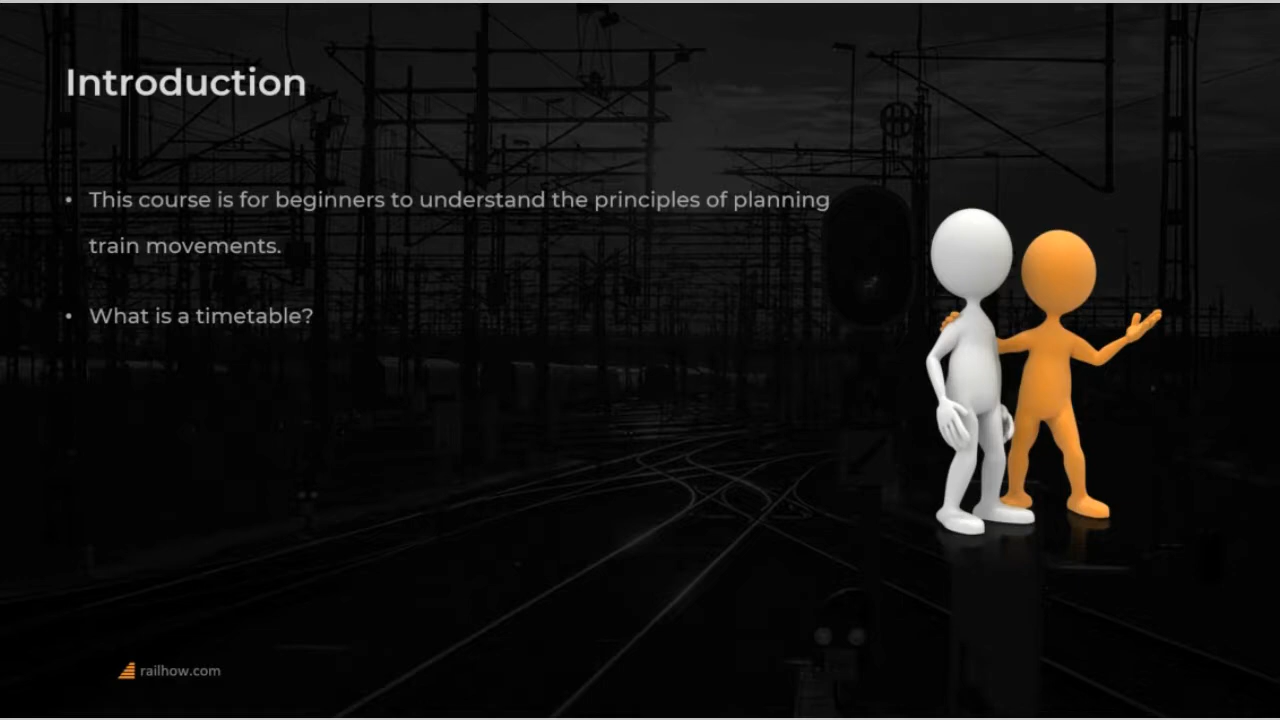 Introduction
• This course is for beginners to understand the principles of planning
train movements.
• What is a timetable?
railhow.com